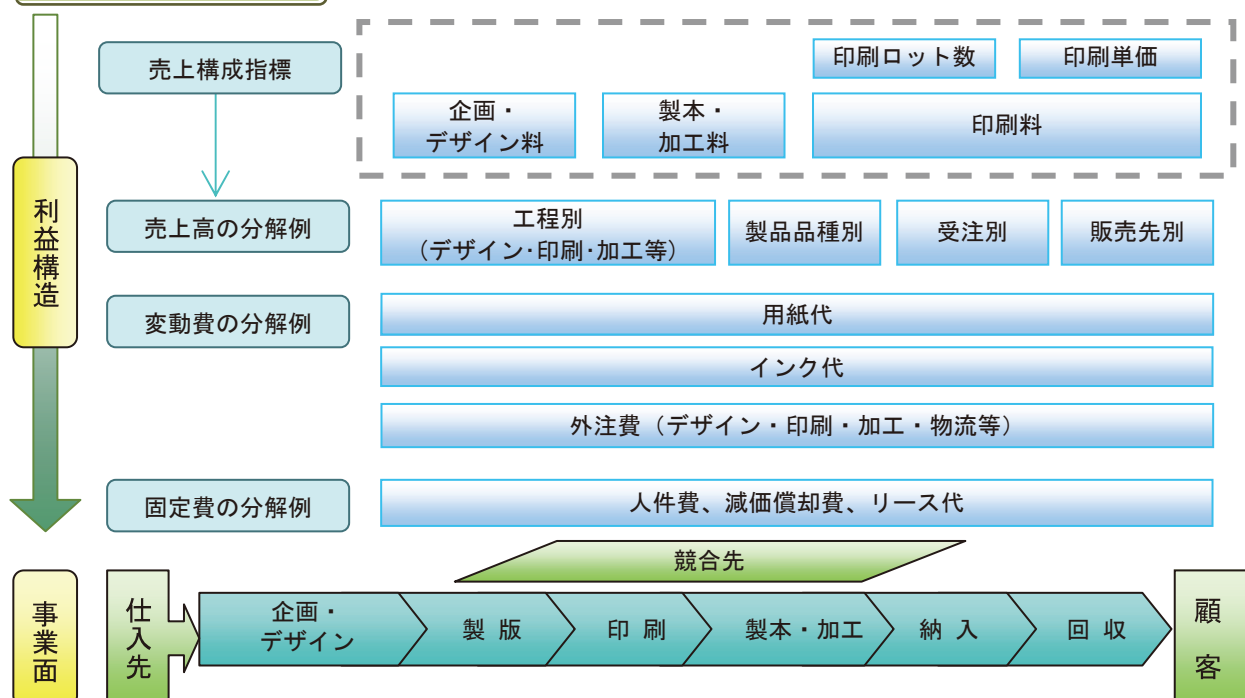 売上構成指標
印刷ロット数
印刷単価
企画・
デザイン料
製本・
加工料
印刷料
利益構造
売上高の分解例
工程別
（デザイン・印刷・加工等）
製品品種別
受注別
販売先別
変動費の分解例
用紙代
インク代
外注費（デザイン・印刷・加工・物流等）
固定費の分解例
人件費、減価償却費、リース代
競合先
事業面
仕入先
企画・
デザイン
製 版
印 刷
製本・加工
納 入
回 収
顧客